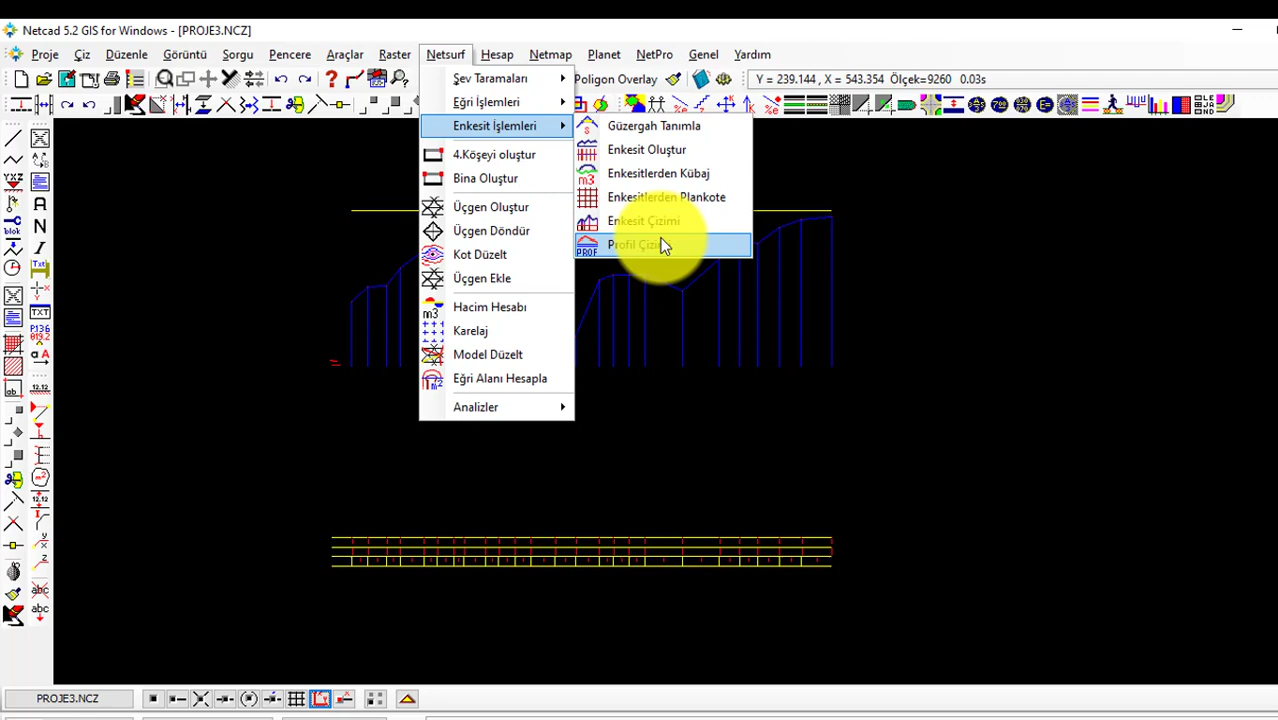 Netcad 5.2 GIS for Windows - [PROJE3.NCZ]
Proje Çiz Düzenle Görüntü Sorgu Pencere Araçlar Raster Netsurf Hesap Netmap Planet NetPro Genel Yardım
Poligon Overlay
Y = 239.144 , X = 543.354 Ölçek=9260 0.03s
Şev Taramaları
Eğri İşlemleri
Enkesit İşlemleri
4.Köşeyi oluştur
Bina Oluştur
Üçgen Oluştur
Üçgen Döndür
Kot Düzelt
Üçgen Ekle
Hacim Hesabı
Karelaj
Model Düzelt
Eğri Alanı Hesapla
Analizler
Güzergah Tanımla
Enkesit Oluştur
Enkesitlerden Kübaj
Enkesitlerden Plankote
Enkesit Çizimi
Profil Çizimi
PROJE3.NCZ